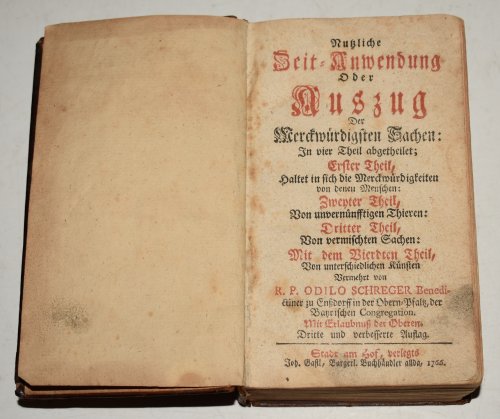 Nutzliche
Zeit-Anwendung
Oder
Auszug
Der
Merckwürdigsten Sachen:
In vier Theil abgetheilet;
Erster Theil,
Haltet in sich die Merckwürdigkeiten
von denen Menschen:
Zweyter Theil,
Von unvernünfftigen Thieren:
Dritter Theil,
Von vermischten Sachen:
Mit dem Vierdten Theil,
Von unterschiedlichen Künsten
Vermehrt von
R. P. ODILO SCHREGER Benedi-
ctiner zu Enßdorff in der Obern-Pfaltz, der
Bayrischen Congregation.
Mit Erlaubnuß der Obern.
Dritte und verbesserte Auflag.
Stadt am Hof, verlegts
Joh. Gastl, Burgerl. Buchhändler allda, 1766.